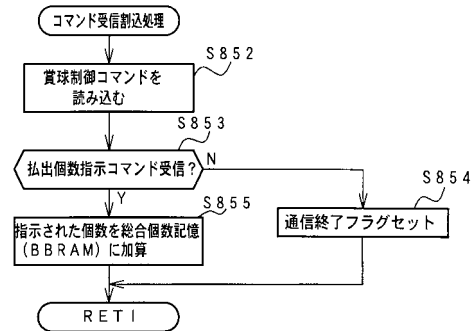 コマンド受信割込処理
S852
賞球制御コマンドを
読み込む
S853
払出個数指示コマンド受信？
N
Y
S854
S855
指示された個数を総合個数記憶
（BBRAM）に加算
通信終了フラグセット
RETI